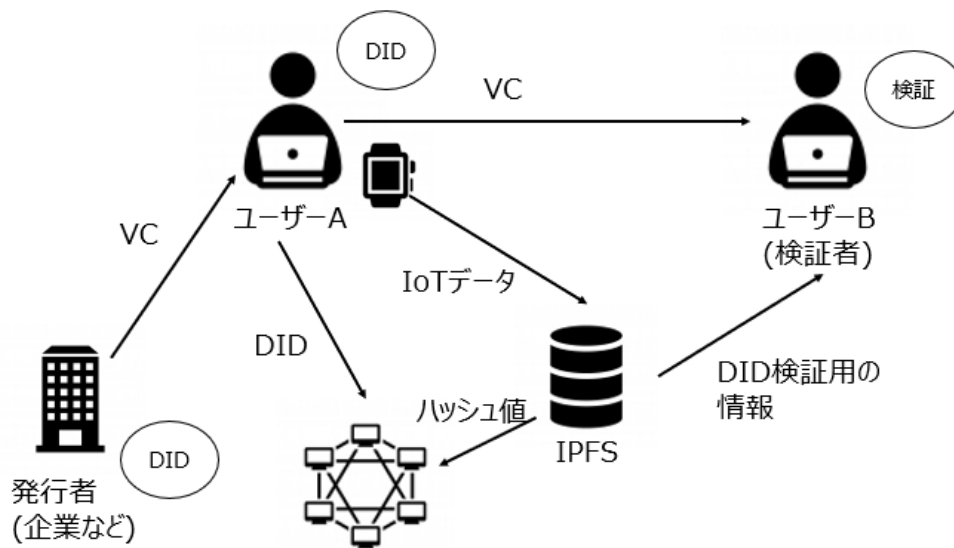 DID
VC
検証
ユーザーA
ユーザーB
(検証者)
VC
IoTデータ
DID
DID検証用の
情報
ハッシュ値
IPFS
DID
発行者
(企業など)